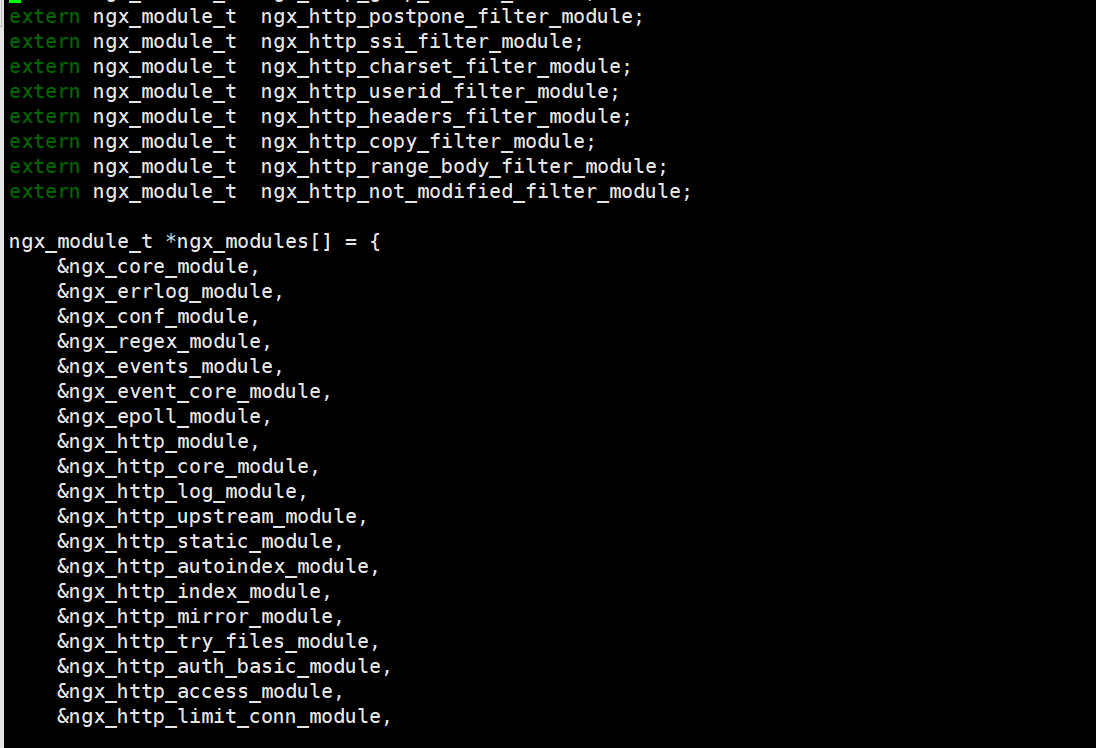 extern ngx_module_t  ngx_http_postpone_filter_module;
extern ngx_module_t  ngx_http_ssi_filter_module;
extern ngx_module_t  ngx_http_charset_filter_module;
extern ngx_module_t  ngx_http_userid_filter_module;
extern ngx_module_t  ngx_http_headers_filter_module;
extern ngx_module_t  ngx_http_copy_filter_module;
extern ngx_module_t  ngx_http_range_body_filter_module;
extern ngx_module_t  ngx_http_not_modified_filter_module;
ngx_module_t *ngx_modules[] = {
    &ngx_core_module,
    &ngx_errlog_module,
    &ngx_conf_module,
    &ngx_regex_module,
    &ngx_events_module,
    &ngx_event_core_module,
    &ngx_epoll_module,
    &ngx_http_module,
    &ngx_http_core_module,
    &ngx_http_log_module,
    &ngx_http_upstream_module,
    &ngx_http_static_module,
    &ngx_http_autoindex_module,
    &ngx_http_index_module,
    &ngx_http_mirror_module,
    &ngx_http_try_files_module,
    &ngx_http_auth_basic_module,
    &ngx_http_access_module,
    &ngx_http_limit_conn_module,